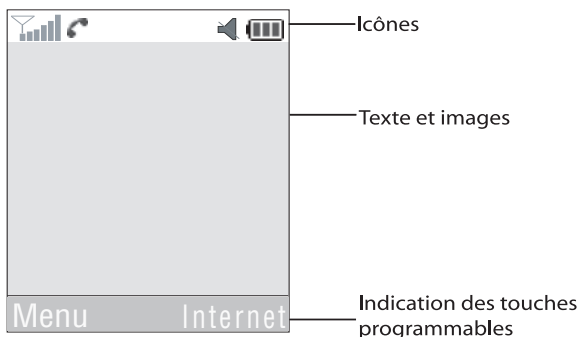 Icônes
Texte et images
Menu Internet
Indication des touches
programmables